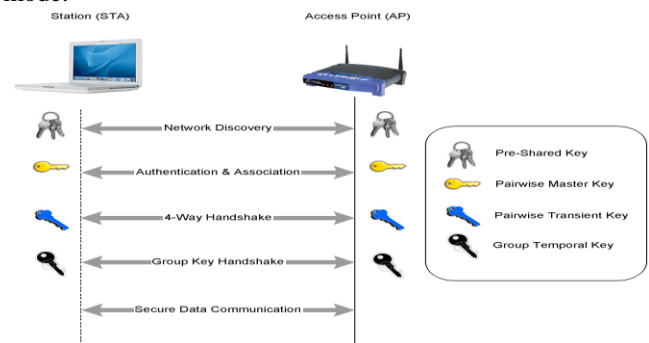 mode.
Station (STA)
Access Point (AP)
Network Discovery
Pre-Shared Key
Authentication & Association
Pairwise Master Key
4-Way Handshake
Pairwise Transient Key
Group Key Handshake
Group Temporal Key
Secure Data Communication